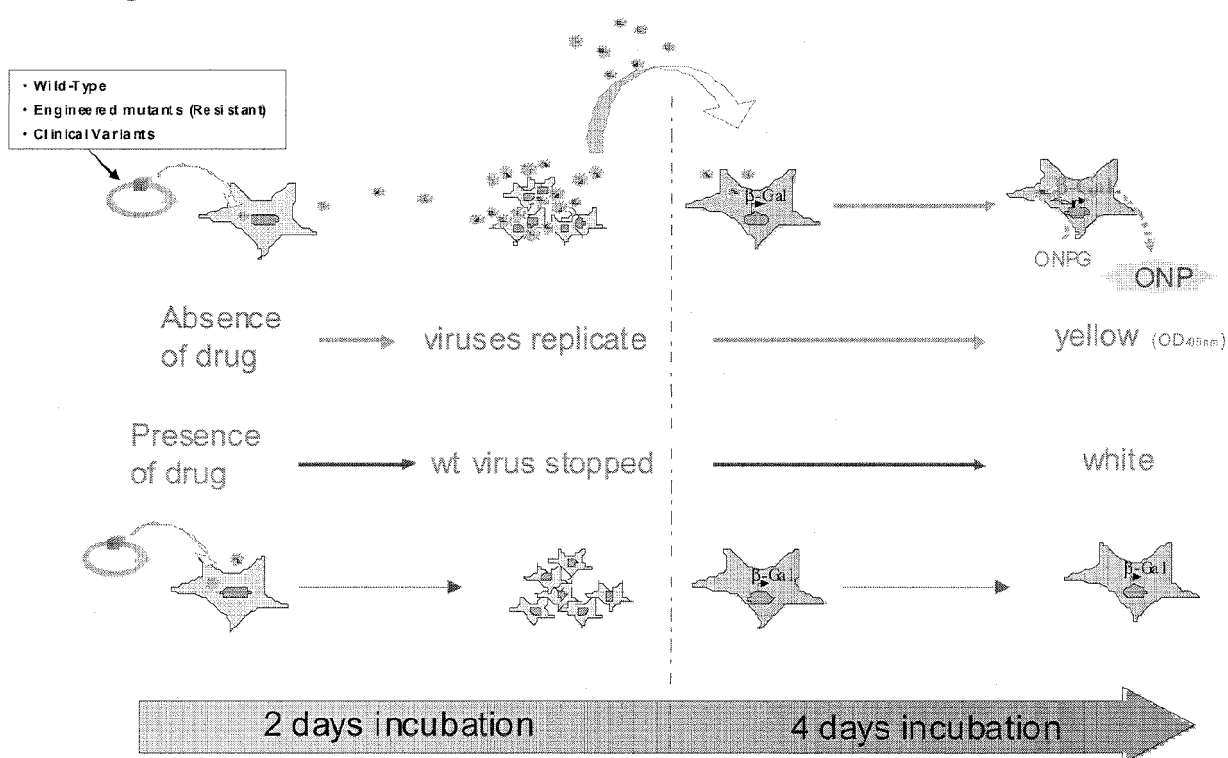 • Wild-Type
• Engineered mutants (Resistant)
• Clinical Variants
β-Gal
ONPG
ONP
Absence
of drug
viruses replicate
yellow (OD405nm)
Presence
of drug
wt virus stopped
white
β-Gal
β-Gal
2 days incubation
4 days incubation